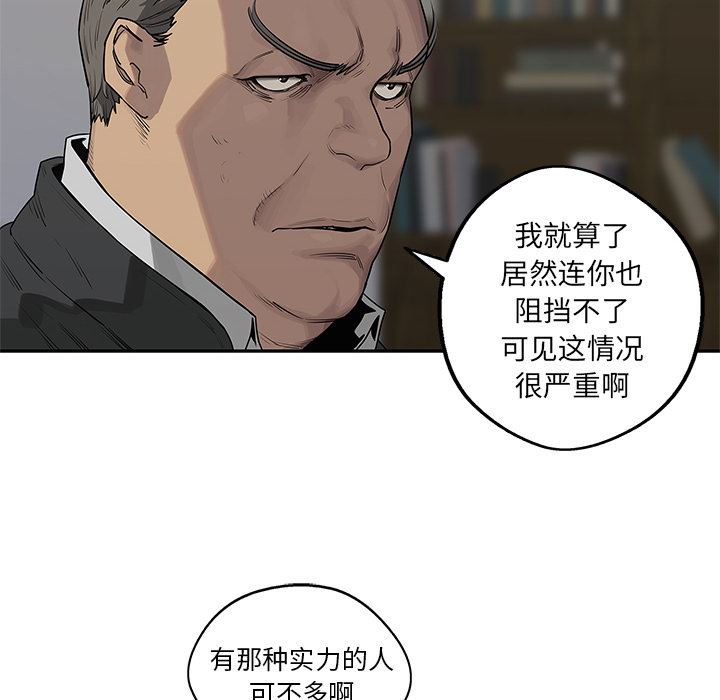 我就算了
居然连你也
阻挡不了
可见这情况
很严重啊
有那种实力的人
可不多啊